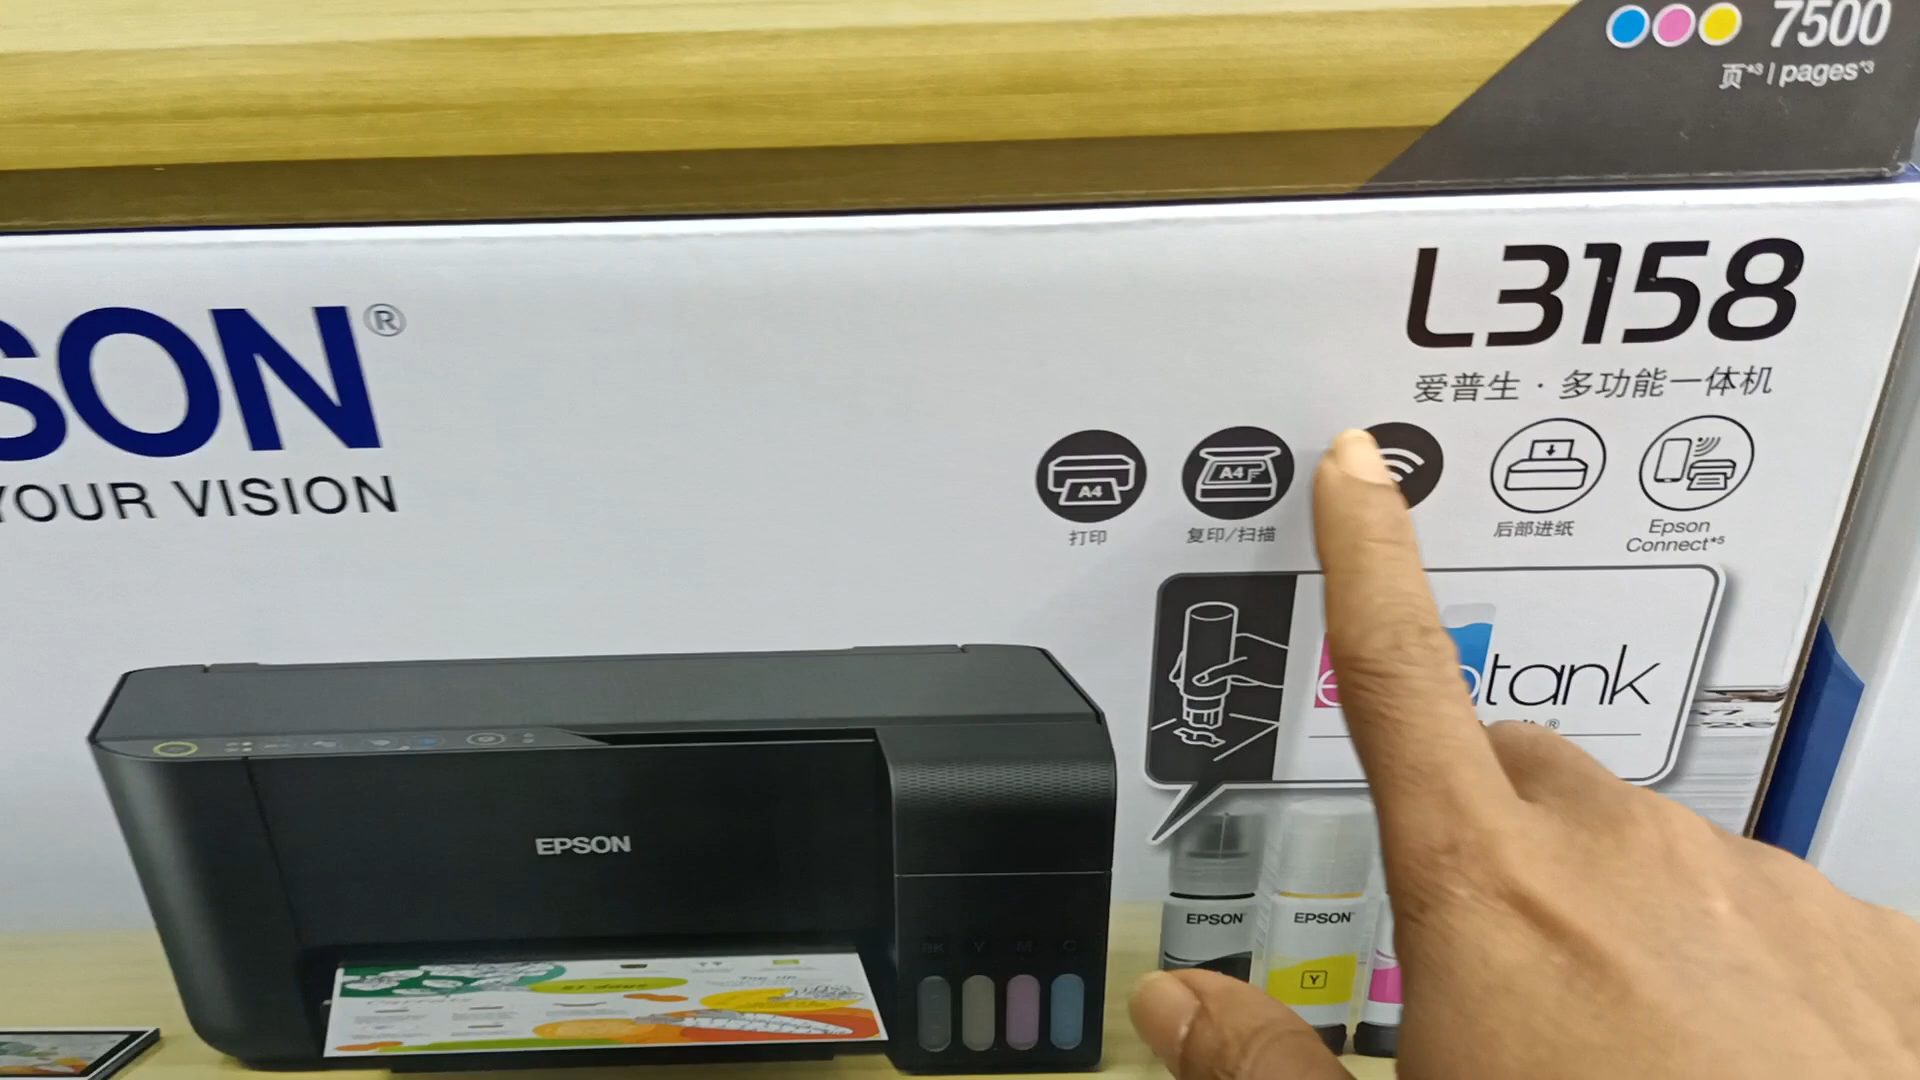 7500
页*3 | pages*3
L3158
爱普生·多功能一体机
SON®
YOUR VISION
A4
A4
打印
复印/扫描
后部进纸
Epson
Connect*5
tank
®
EPSON
BK Y M C
EPSON
EPSON
Y